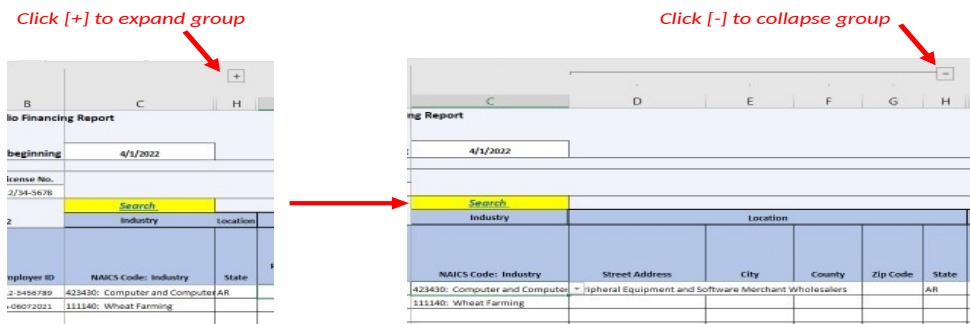 Click [+] to expand group
Click [-] to collapse group
+
B C H
lio Financing Report
beginning 4/1/2022
icense No.
2/34-5678
Search
2 Industry Location
mployer ID NAICS Code: Industry State
2-3456789 423430: Computer and Computer AR
-06072021 111140: Wheat Farming
−
C D E F G H
ng Report
4/1/2022
Search
Industry Location
NAICS Code: Industry Street Address City County Zip Code State
423430: Computer and Computer ripheral Equipment and Software Merchant Wholesalers AR
111140: Wheat Farming